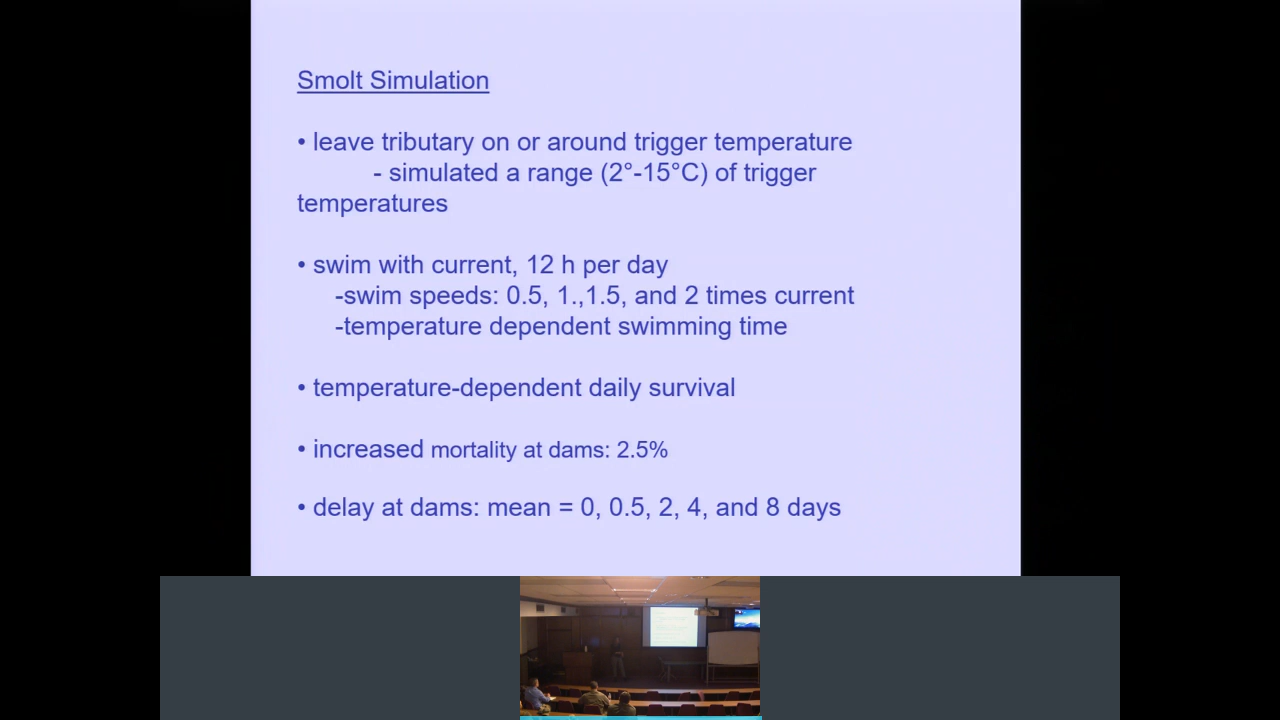 Smolt Simulation
• leave tributary on or around trigger temperature
- simulated a range (2°-15°C) of trigger
temperatures
• swim with current, 12 h per day
-swim speeds: 0.5, 1.,1.5, and 2 times current
-temperature dependent swimming time
• temperature-dependent daily survival
• increased mortality at dams: 2.5%
• delay at dams: mean = 0, 0.5, 2, 4, and 8 days